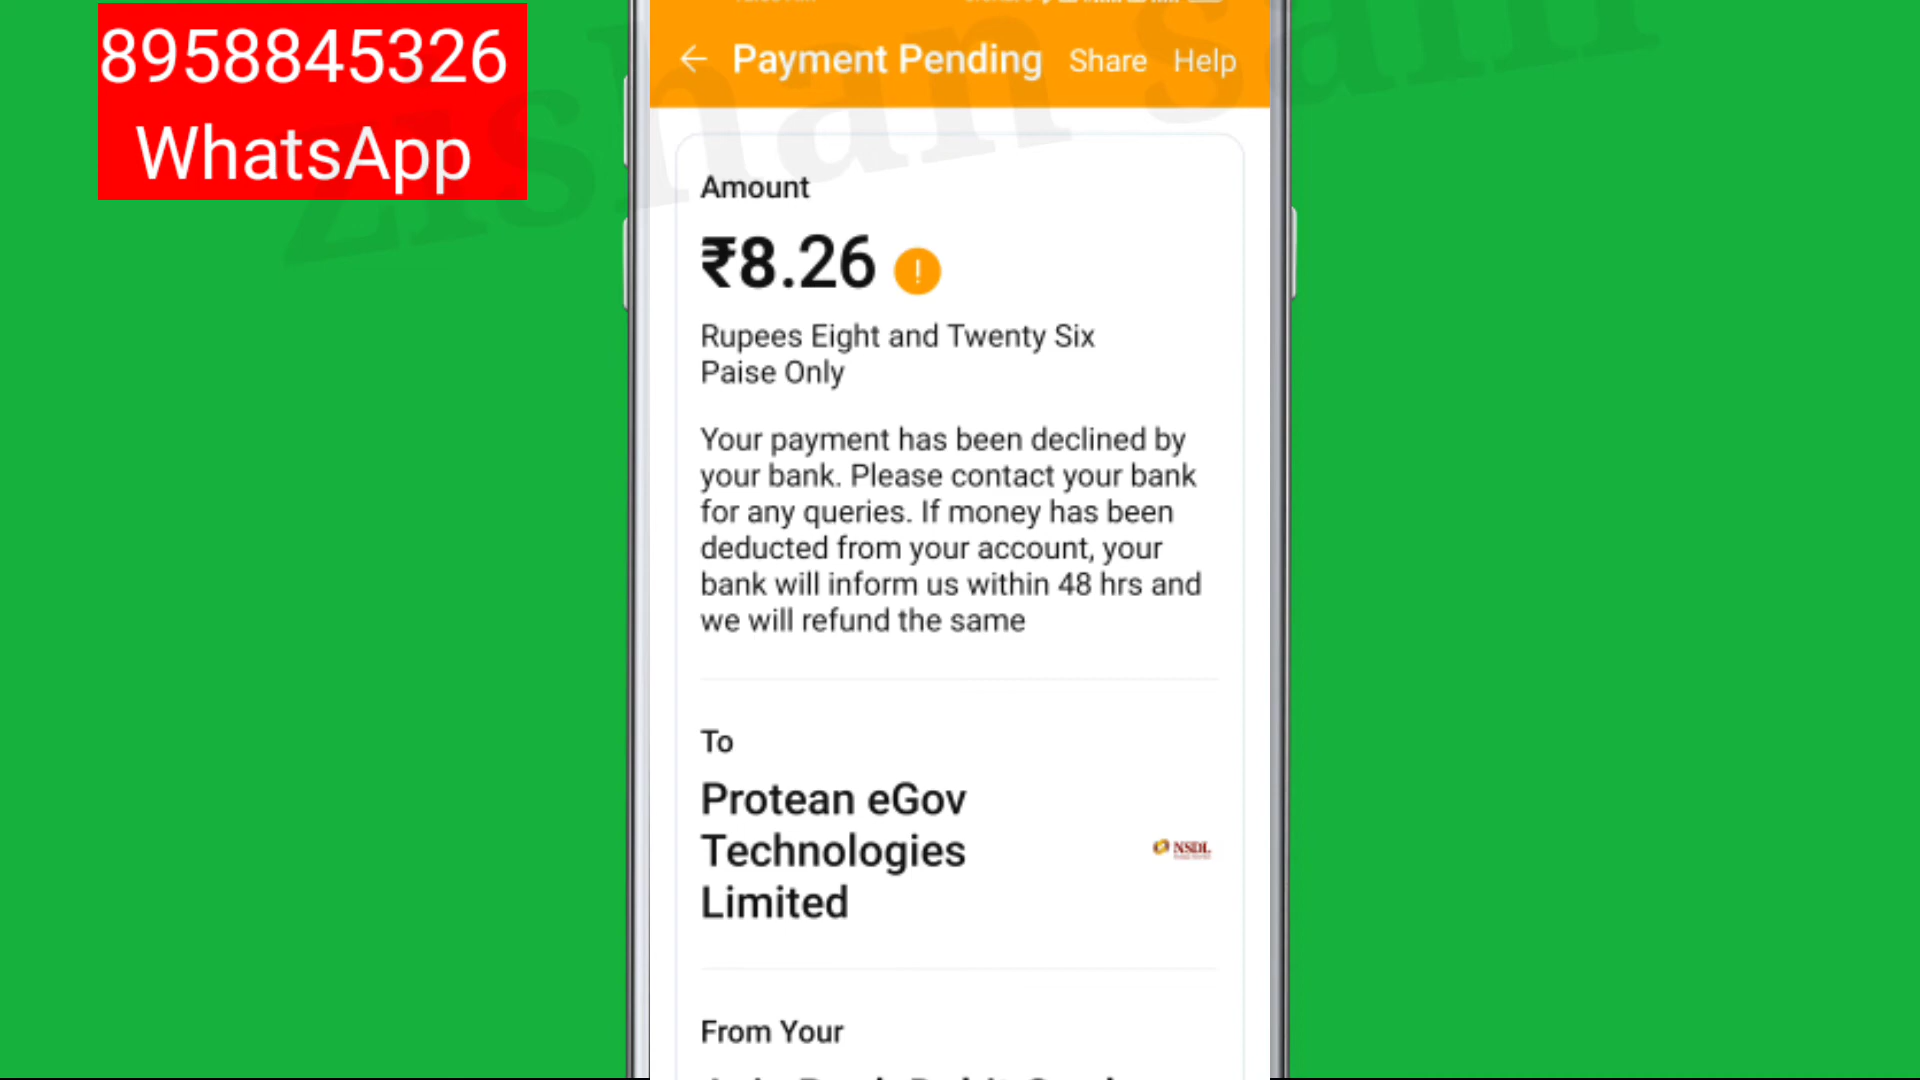 8958845326
WhatsApp
zishan saifi
← Payment Pending Share Help
Amount
₹8.26 !
Rupees Eight and Twenty Six
Paise Only
Your payment has been declined by
your bank. Please contact your bank
for any queries. If money has been
deducted from your account, your
bank will inform us within 48 hrs and
we will refund the same
To
Protean eGov
Technologies
Limited
NSDL
From Your